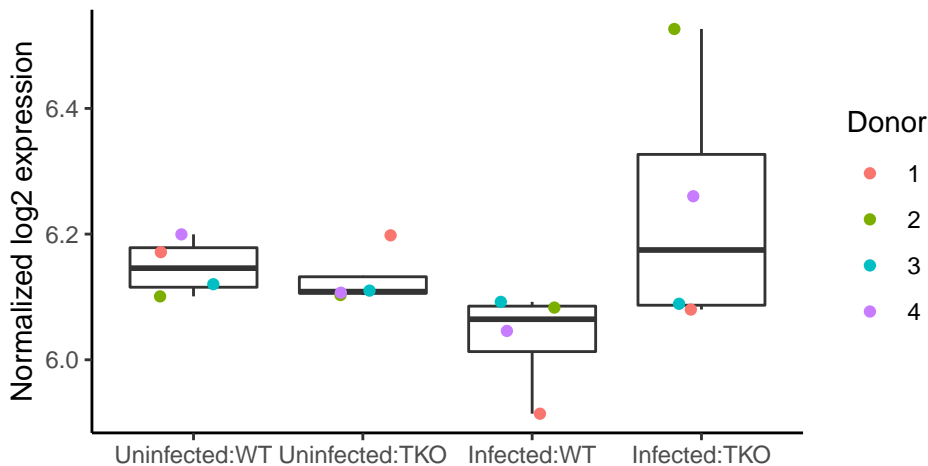 Normalized log2 expression
6.4
6.2
6.0
Uninfected:WT Uninfected:TKO Infected:WT Infected:TKO
Donor
1
2
3
4